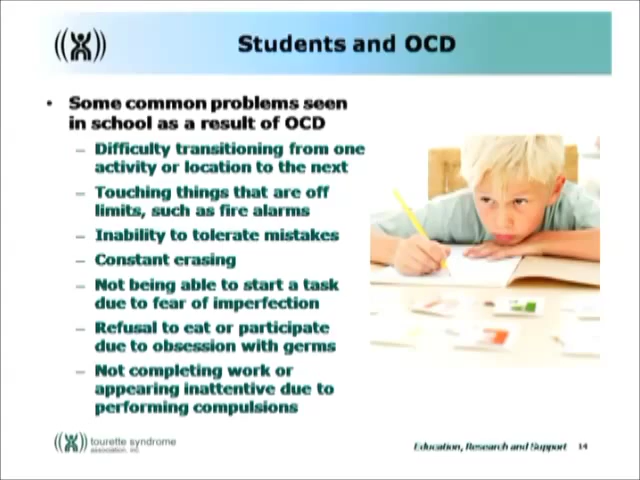 Students and OCD
• Some common problems seen
in school as a result of OCD
– Difficulty transitioning from one
activity or location to the next
– Touching things that are off
limits, such as fire alarms
– Inability to tolerate mistakes
– Constant erasing
– Not being able to start a task
due to fear of imperfection
– Refusal to eat or participate
due to obsession with germs
– Not completing work or
appearing inattentive due to
performing compulsions
tourette syndrome
association, inc.
Education, Research and Support 14